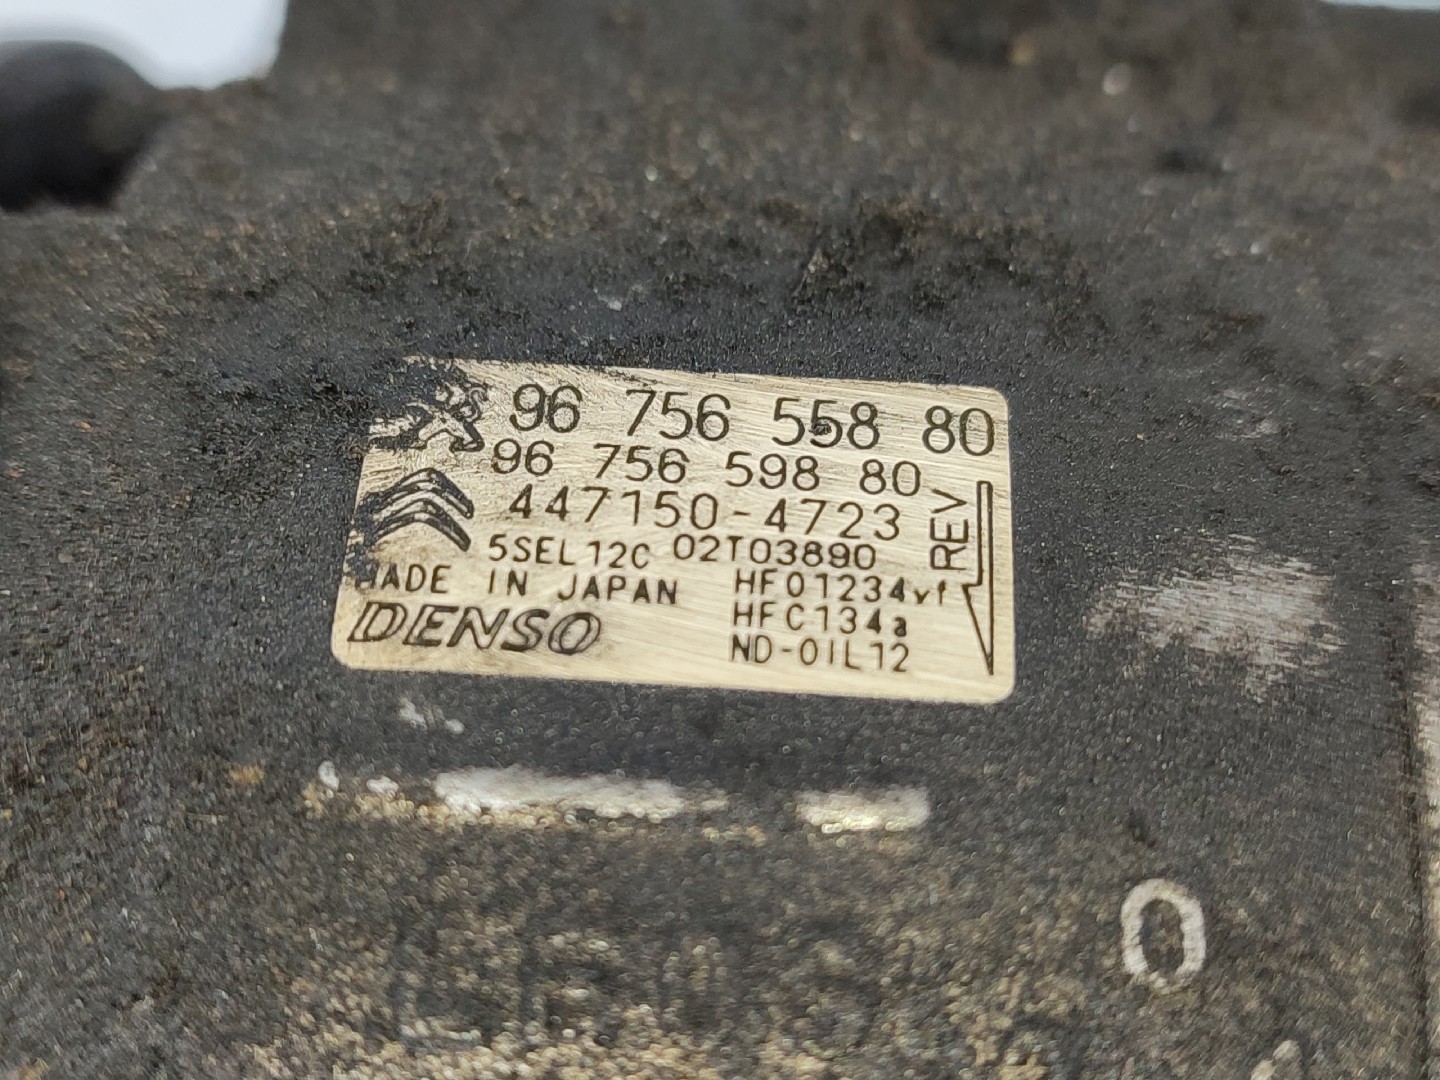 96 756 558 80
96 756 598 80
447150-4723
5SEL12C 02T03890
MADE IN JAPAN
DENSO
HFO1234yf
HFC134a
ND-OIL12
REV
0